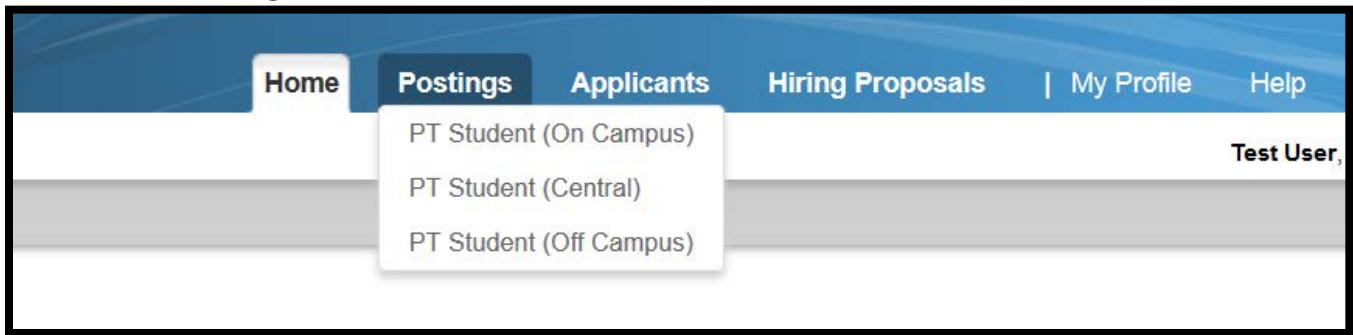 Home Postings Applicants Hiring Proposals | My Profile Help
PT Student (On Campus)
Test User,
PT Student (Central)
PT Student (Off Campus)